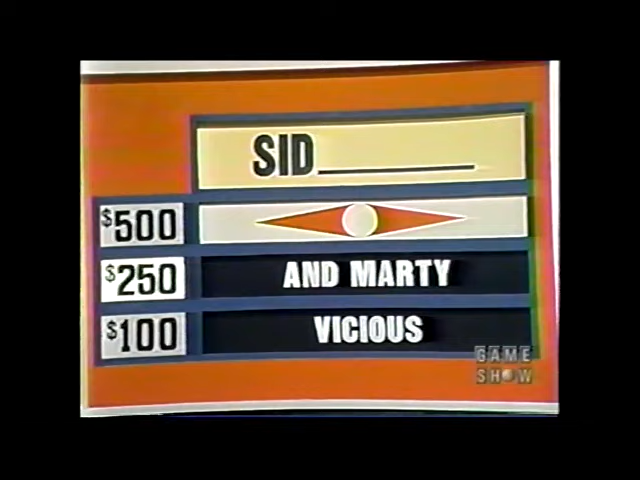 SID
$500
$250 AND MARTY
$100 VICIOUS
GAME
SHOW